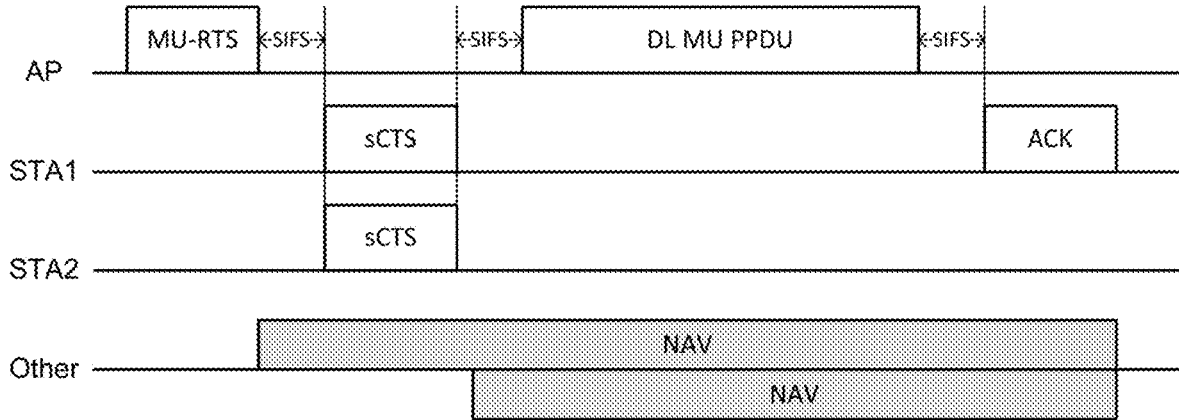 MU-RTS
SIFS
SIFS
DL MU PPDU
SIFS
AP
sCTS
ACK
STA1
sCTS
STA2
NAV
Other
NAV